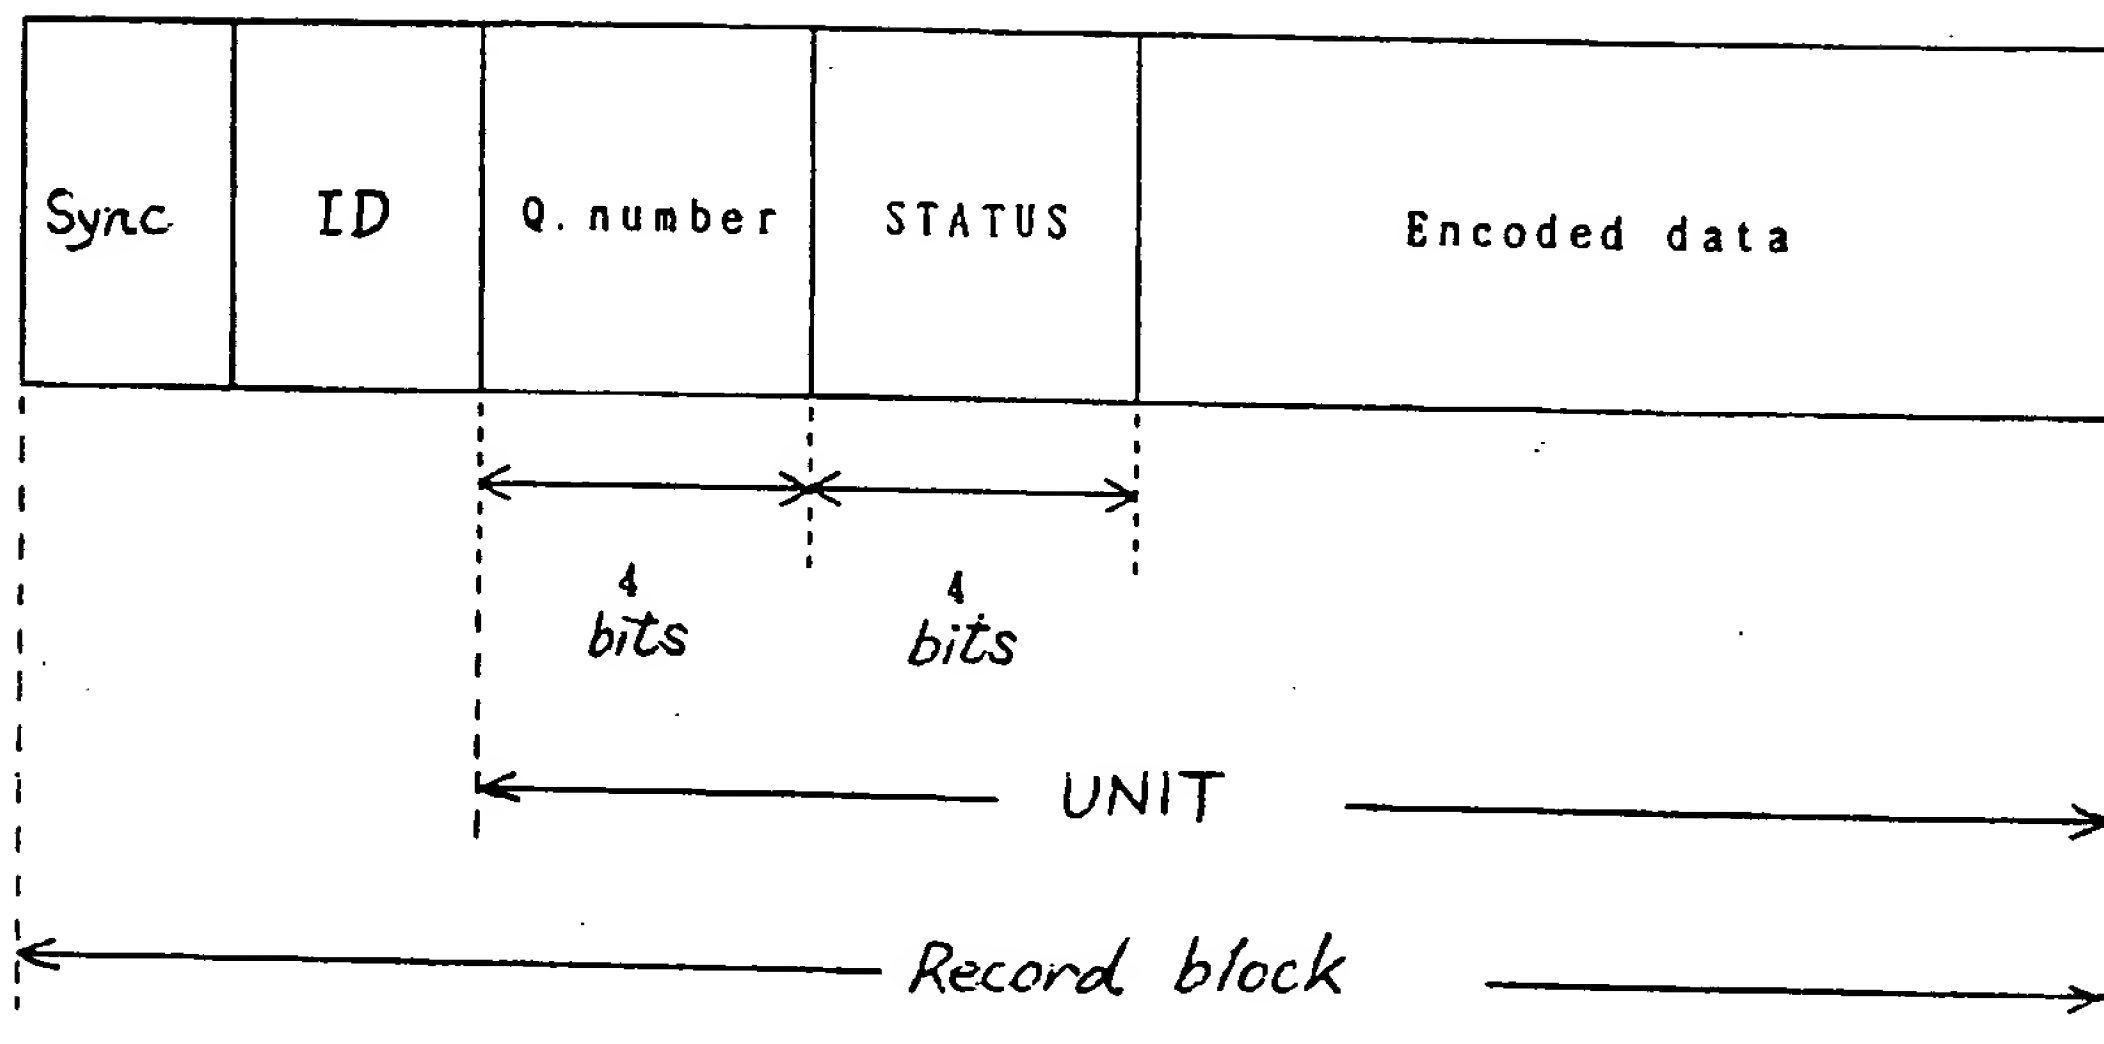 Sync ID Q. number STATUS Encoded data
4 4
bits bits
UNIT
Record block